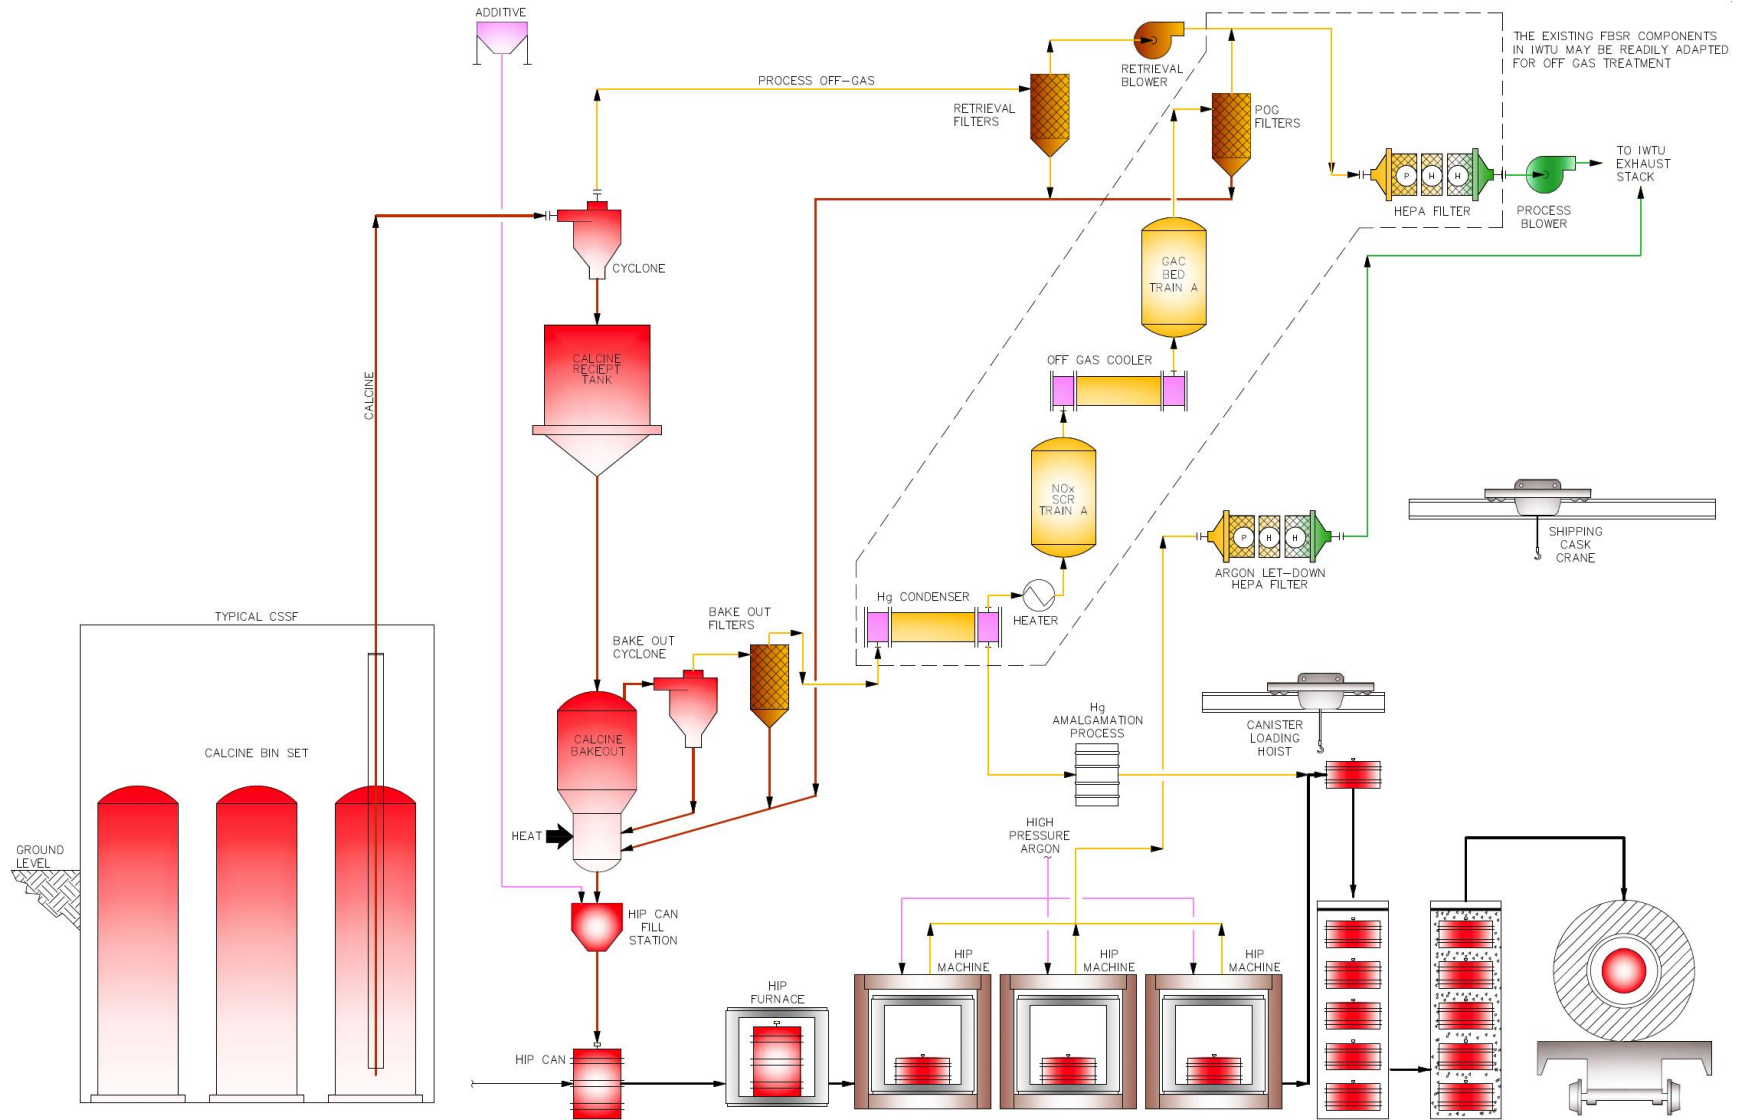 ADDITIVE
THE EXISTING FBSR COMPONENTS
IN IWTU MAY BE READILY ADAPTED
FOR OFF GAS TREATMENT
RETRIEVAL
BLOWER
PROCESS OFF-GAS
RETRIEVAL
FILTERS
POG
FILTERS
TO IWTU
EXHAUST
STACK
P
H
H
HEPA FILTER
PROCESS
BLOWER
CYCLONE
GAC
BED
TRAIN A
CALCINE
RECIEPT
TANK
OFF GAS COOLER
CALCINE
NOx
SCR
TRAIN A
P
H
H
ARGON LET-DOWN
HEPA FILTER
SHIPPING
CASK
CRANE
Hg CONDENSER
HEATER
TYPICAL CSSF
BAKE OUT
FILTERS
BAKE OUT
CYCLONE
Hg
AMALGAMATION
PROCESS
CANISTER
LOADING
HOIST
CALCINE BIN SET
CALCINE
BAKEOUT
HEAT
HIGH
PRESSURE
ARGON
GROUND
LEVEL
HIP CAN
FILL
STATION
HIP
MACHINE
HIP
MACHINE
HIP
MACHINE
HIP
FURNACE
HIP CAN